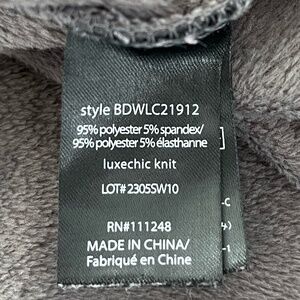 style BDWLC21912
95% polyester 5% spandex/
95% polyester 5% élasthanne
luxechic knit
LOT# 2305SW10
RN#111248
MADE IN CHINA/
Fabriqué en Chine